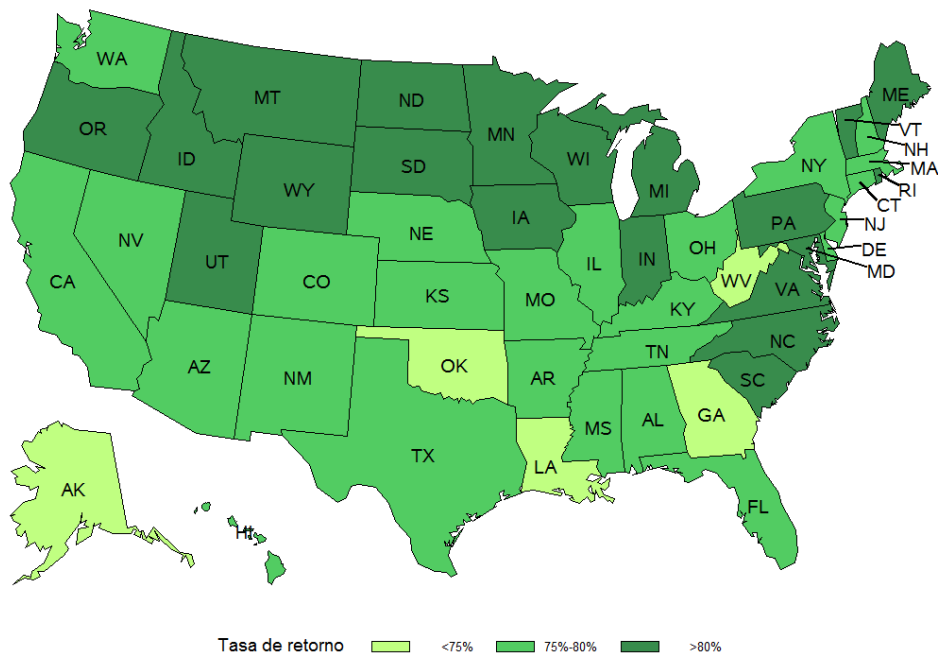 WA
MT
ND
ME
OR
MN
VT
ID
NH
WI
SD
NY
MA
WY
MI
RI
CT
IA
PA
NJ
NE
NV
OH
DE
UT
IL
IN
MD
CA
CO
WV
VA
KS
MO
KY
NC
TN
AZ
OK
NM
AR
SC
GA
AL
MS
TX
LA
AK
FL
HI
Tasa de retorno <75% 75%-80% >80%